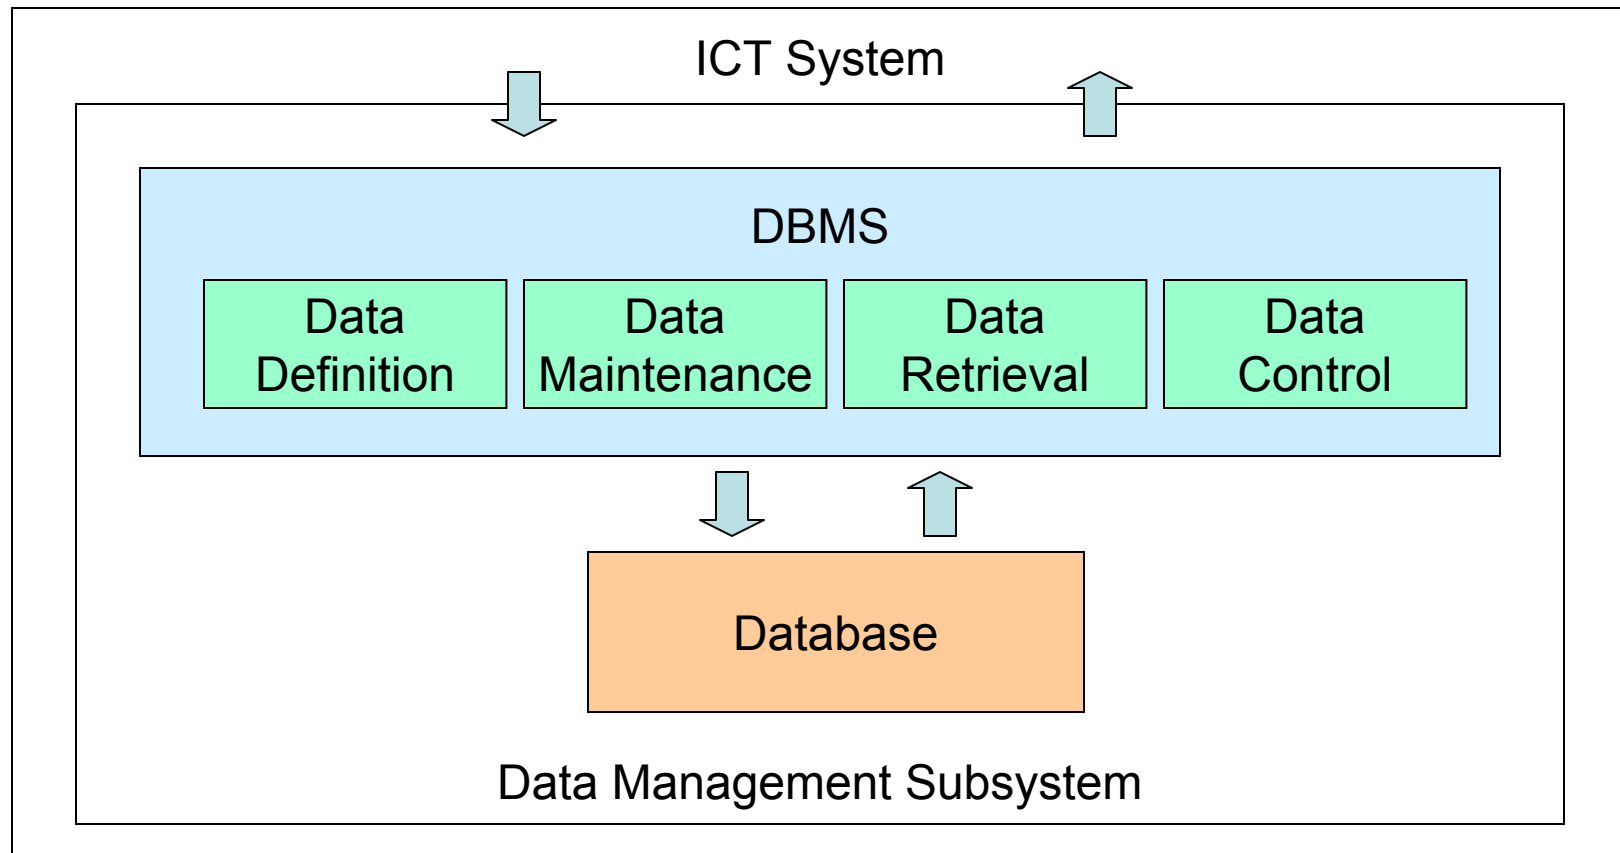 ICT System
DBMS
Data
Definition
Data
Maintenance
Data
Retrieval
Data
Control
Database
Data Management Subsystem